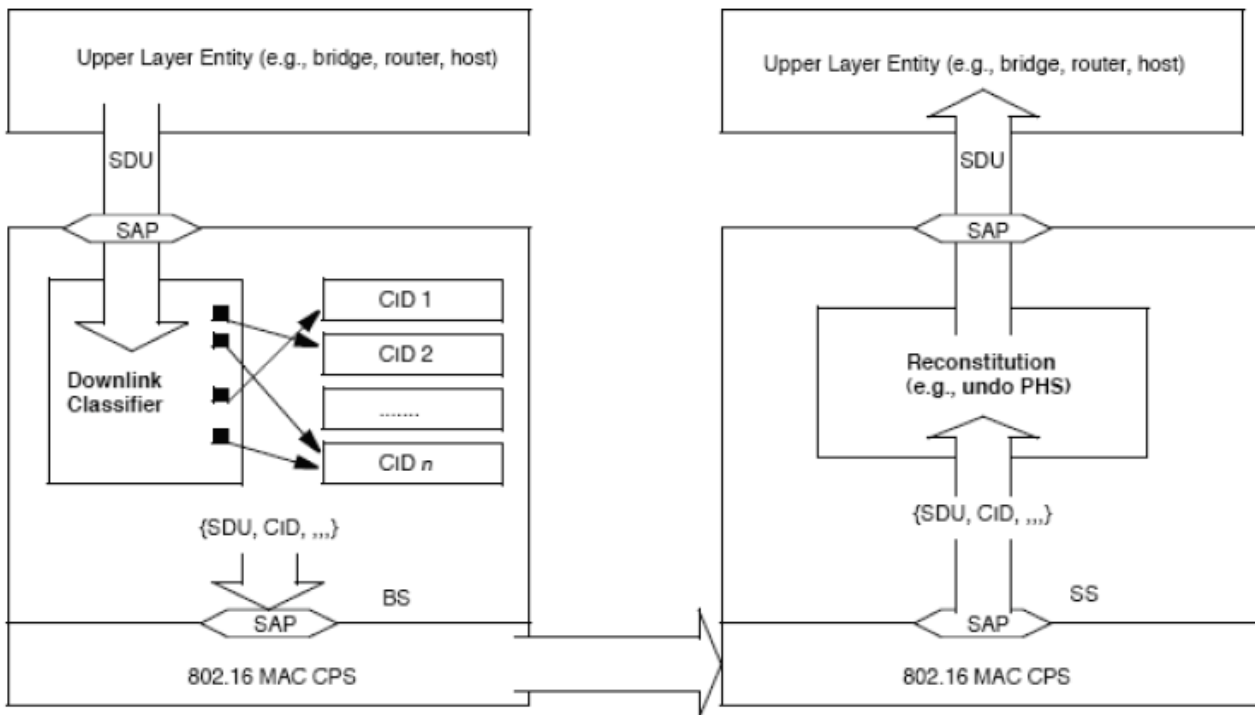 Upper Layer Entity (e.g., bridge, router, host)
SDU
SAP
Downlink
Classifier
CID 1
CID 2
.......
CID n
{SDU, CID, ,,,}
BS
SAP
802.16 MAC CPS
Upper Layer Entity (e.g., bridge, router, host)
SDU
SAP
Reconstitution
(e.g., undo PHS)
{SDU, CID, ,,,}
SS
SAP
802.16 MAC CPS